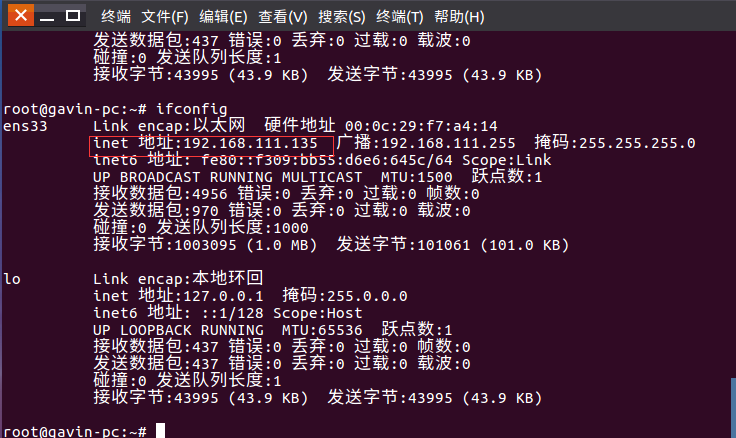 终端 文件(F) 编辑(E) 查看(V) 搜索(S) 终端(T) 帮助(H)
发送数据包:437 错误:0 丢弃:0 过载:0 载波:0
碰撞:0 发送队列长度:1
接收字节:43995 (43.9 KB)  发送字节:43995 (43.9 KB)
root@gavin-pc:~# ifconfig
ens33     Link encap:以太网  硬件地址 00:0c:29:f7:a4:14
inet 地址:192.168.111.135  广播:192.168.111.255  掩码:255.255.255.0
inet6 地址: fe80::f309:bb55:d6e6:645c/64 Scope:Link
UP BROADCAST RUNNING MULTICAST  MTU:1500  跃点数:1
接收数据包:4956 错误:0 丢弃:0 过载:0 帧数:0
发送数据包:970 错误:0 丢弃:0 过载:0 载波:0
碰撞:0 发送队列长度:1000
接收字节:1003095 (1.0 MB)  发送字节:101061 (101.0 KB)
lo        Link encap:本地环回
inet 地址:127.0.0.1  掩码:255.0.0.0
inet6 地址: ::1/128 Scope:Host
UP LOOPBACK RUNNING  MTU:65536  跃点数:1
接收数据包:437 错误:0 丢弃:0 过载:0 帧数:0
发送数据包:437 错误:0 丢弃:0 过载:0 载波:0
碰撞:0 发送队列长度:1
接收字节:43995 (43.9 KB)  发送字节:43995 (43.9 KB)
root@gavin-pc:~#